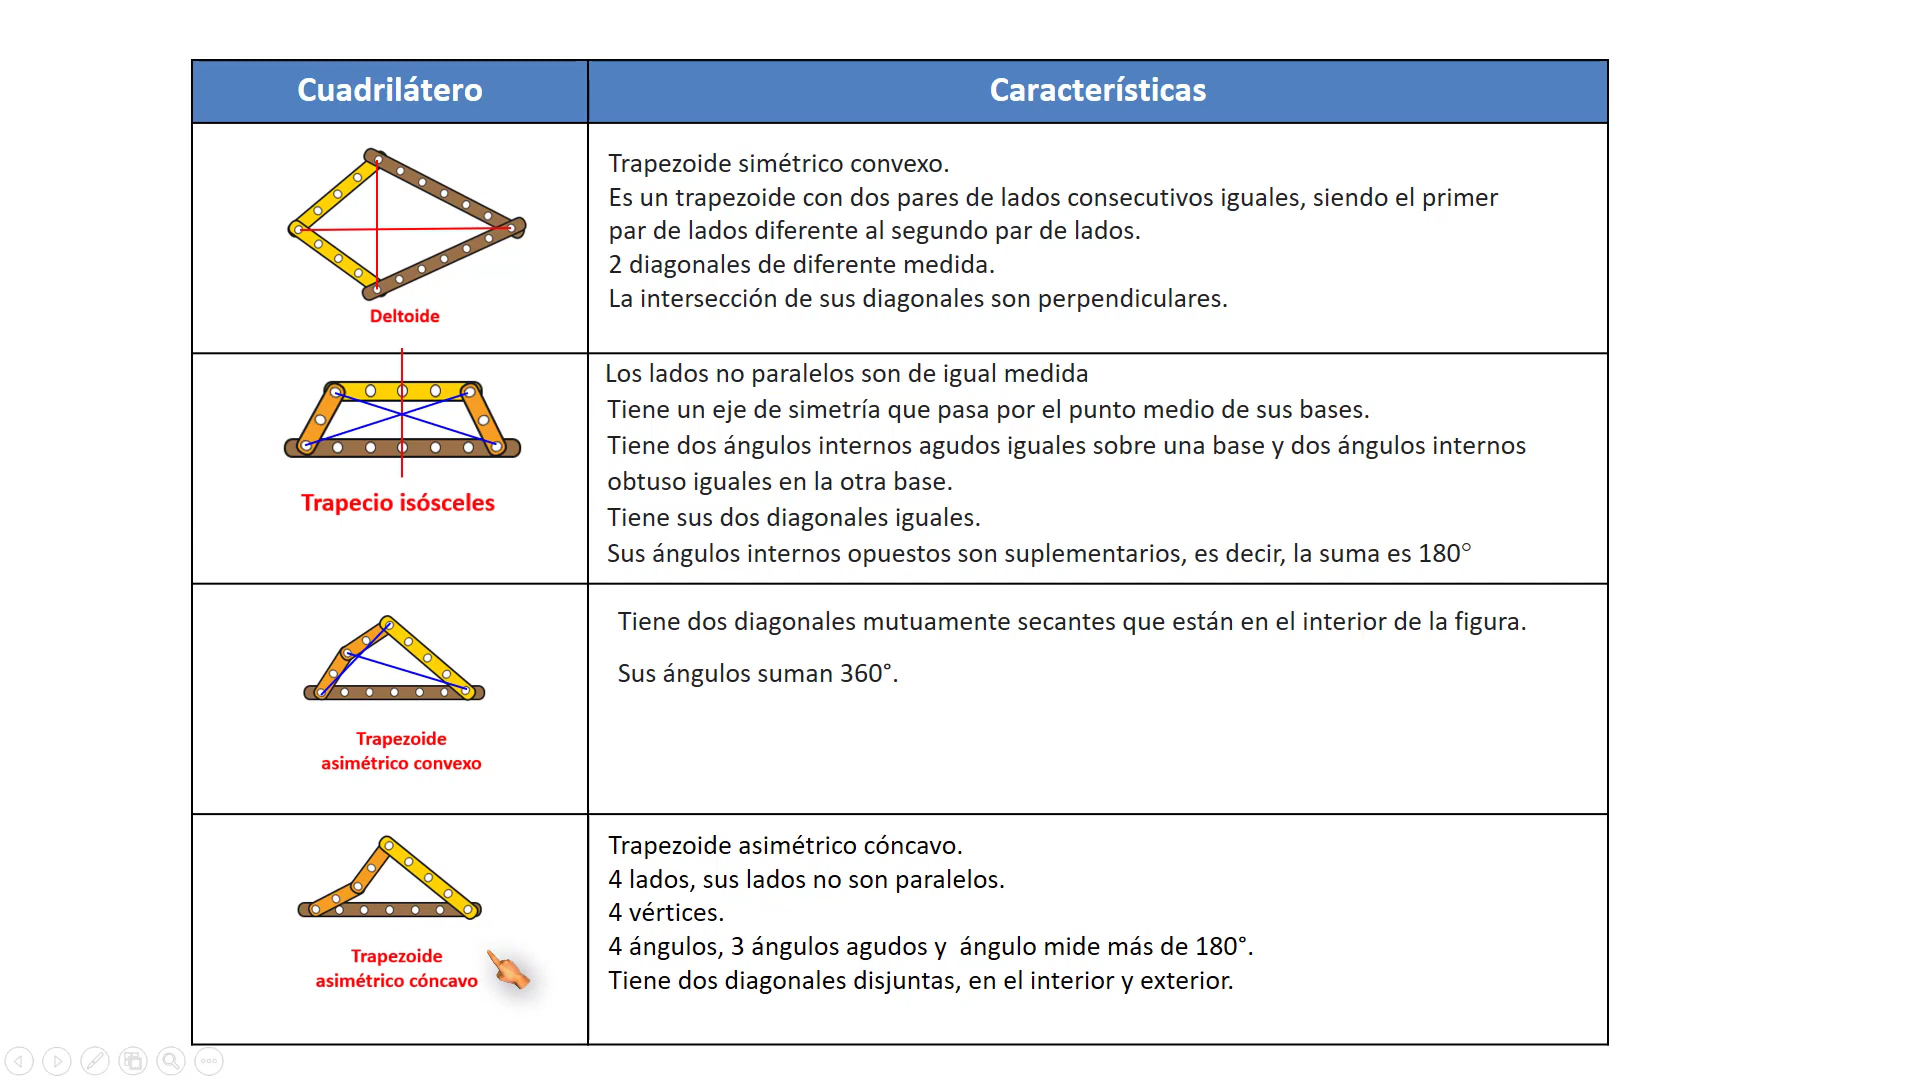 Cuadrilátero
Características
Deltoide
Trapezoide simétrico convexo.
Es un trapezoide con dos pares de lados consecutivos iguales, siendo el primer
par de lados diferente al segundo par de lados.
2 diagonales de diferente medida.
La intersección de sus diagonales son perpendiculares.
Trapecio isósceles
Los lados no paralelos son de igual medida
Tiene un eje de simetría que pasa por el punto medio de sus bases.
Tiene dos ángulos internos agudos iguales sobre una base y dos ángulos internos
obtuso iguales en la otra base.
Tiene sus dos diagonales iguales.
Sus ángulos internos opuestos son suplementarios, es decir, la suma es 180°
Trapezoide
asimétrico convexo
Tiene dos diagonales mutuamente secantes que están en el interior de la figura.
Sus ángulos suman 360°.
Trapezoide
asimétrico cóncavo
Trapezoide asimétrico cóncavo.
4 lados, sus lados no son paralelos.
4 vértices.
4 ángulos, 3 ángulos agudos y  ángulo mide más de 180°.
Tiene dos diagonales disjuntas, en el interior y exterior.